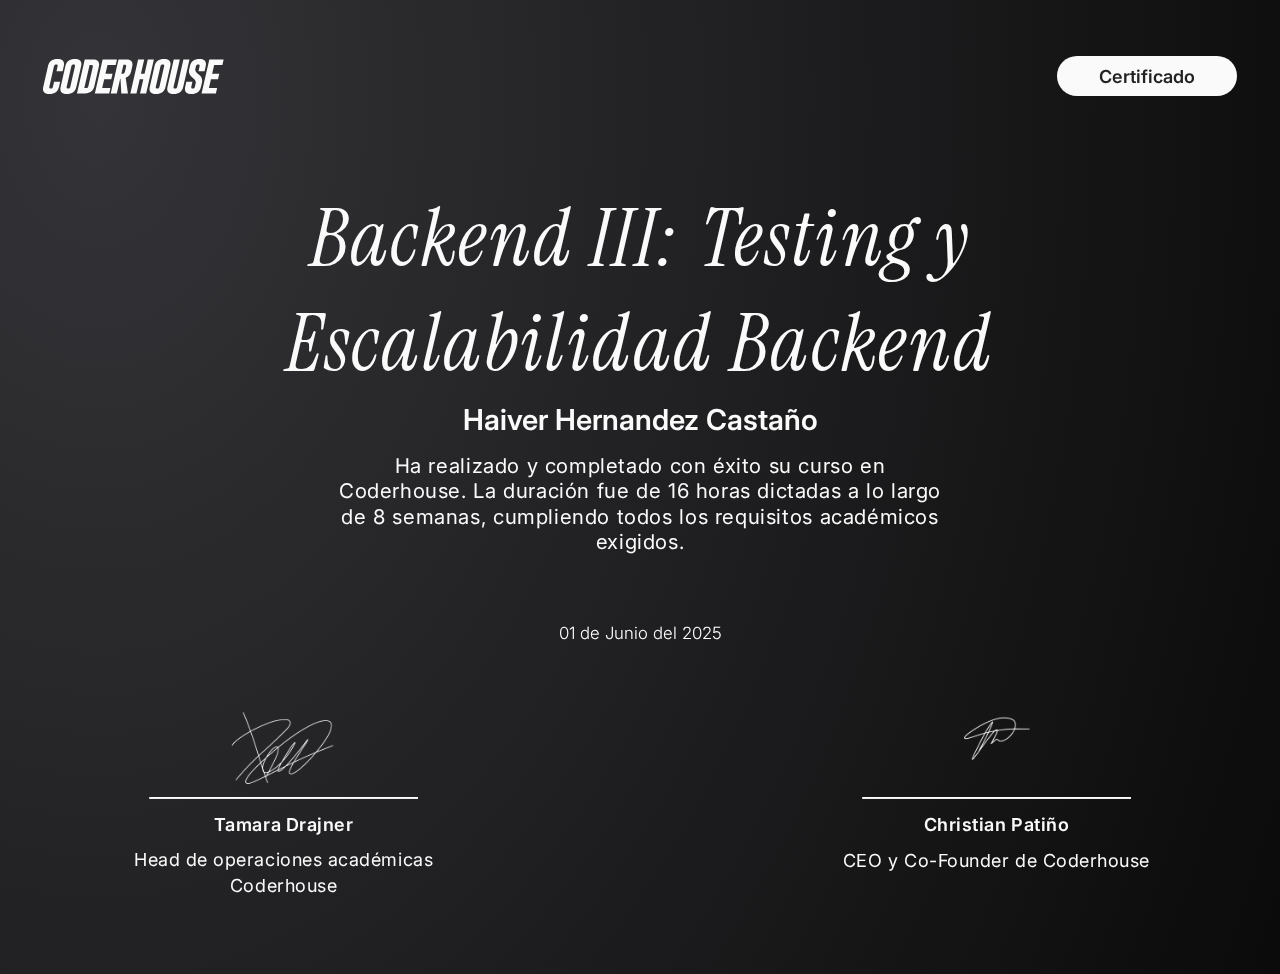 CODERHOUSE
Certificado
Backend III: Testing y
Escalabilidad Backend
Haiver Hernandez Castaño
Ha realizado y completado con éxito su curso en
Coderhouse. La duración fue de 16 horas dictadas a lo largo
de 8 semanas, cumpliendo todos los requisitos académicos
exigidos.
01 de Junio del 2025
Tamara Drajner
Head de operaciones académicas
Coderhouse
Christian Patiño
CEO y Co-Founder de Coderhouse